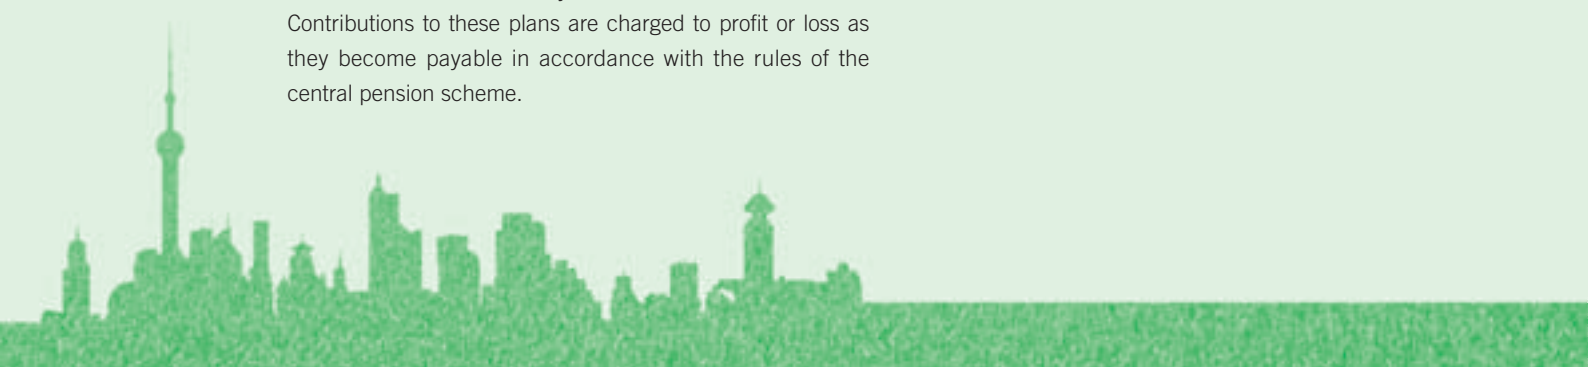 Contributions to these plans are charged to profit or loss as
they become payable in accordance with the rules of the
central pension scheme.